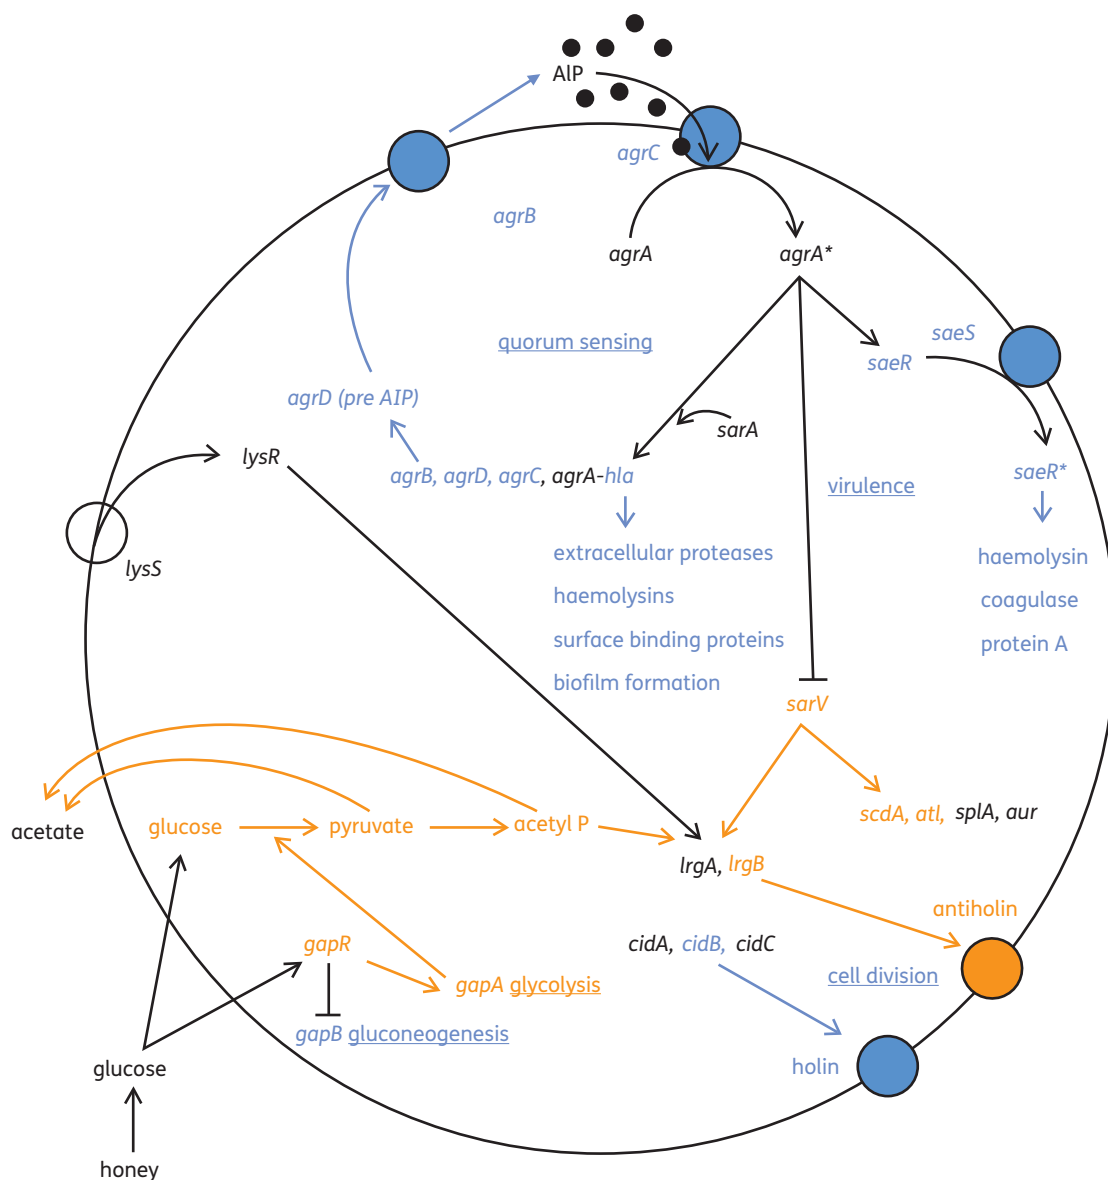 AlP
agrC
agrB
agrA
agrA*
quorum sensing
saeS
saeR
agrD (pre AIP)
sarA
lysR
agrB, agrD, agrC, agrA-hla
saeR*
virulence
lysS
extracellular proteases
haemolysins
surface binding proteins
biofilm formation
haemolysin
coagulase
protein A
sarV
scdA, atl, splA, aur
acetate
glucose
pyruvate
acetyl P
lrgA, lrgB
antiholin
gapR
cidA, cidB, cidC
gapA glycolysis
cell division
gapB gluconeogenesis
holin
glucose
honey